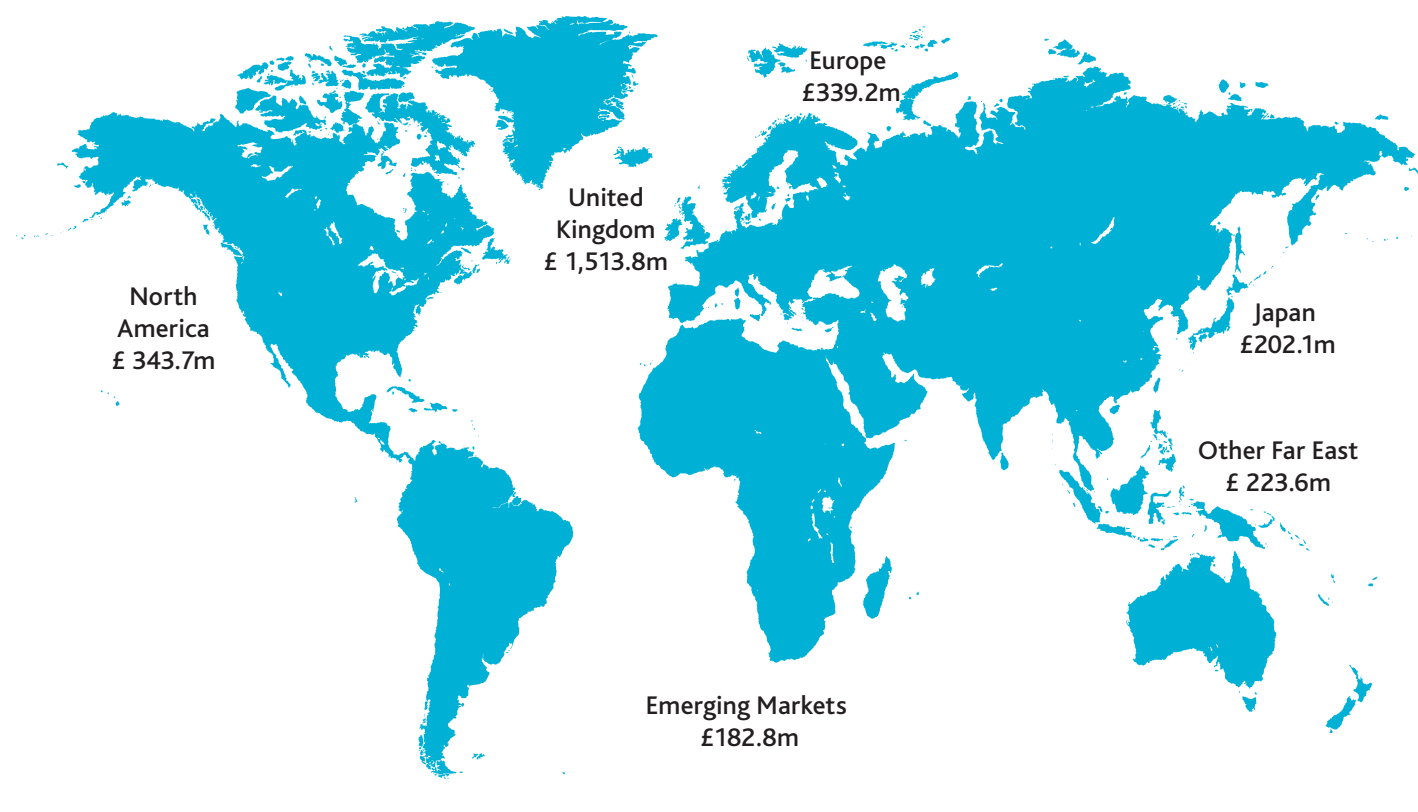 Europe
£339.2m
United
Kingdom
£ 1,513.8m
North
America
£ 343.7m
Japan
£202.1m
Other Far East
£ 223.6m
Emerging Markets
£182.8m